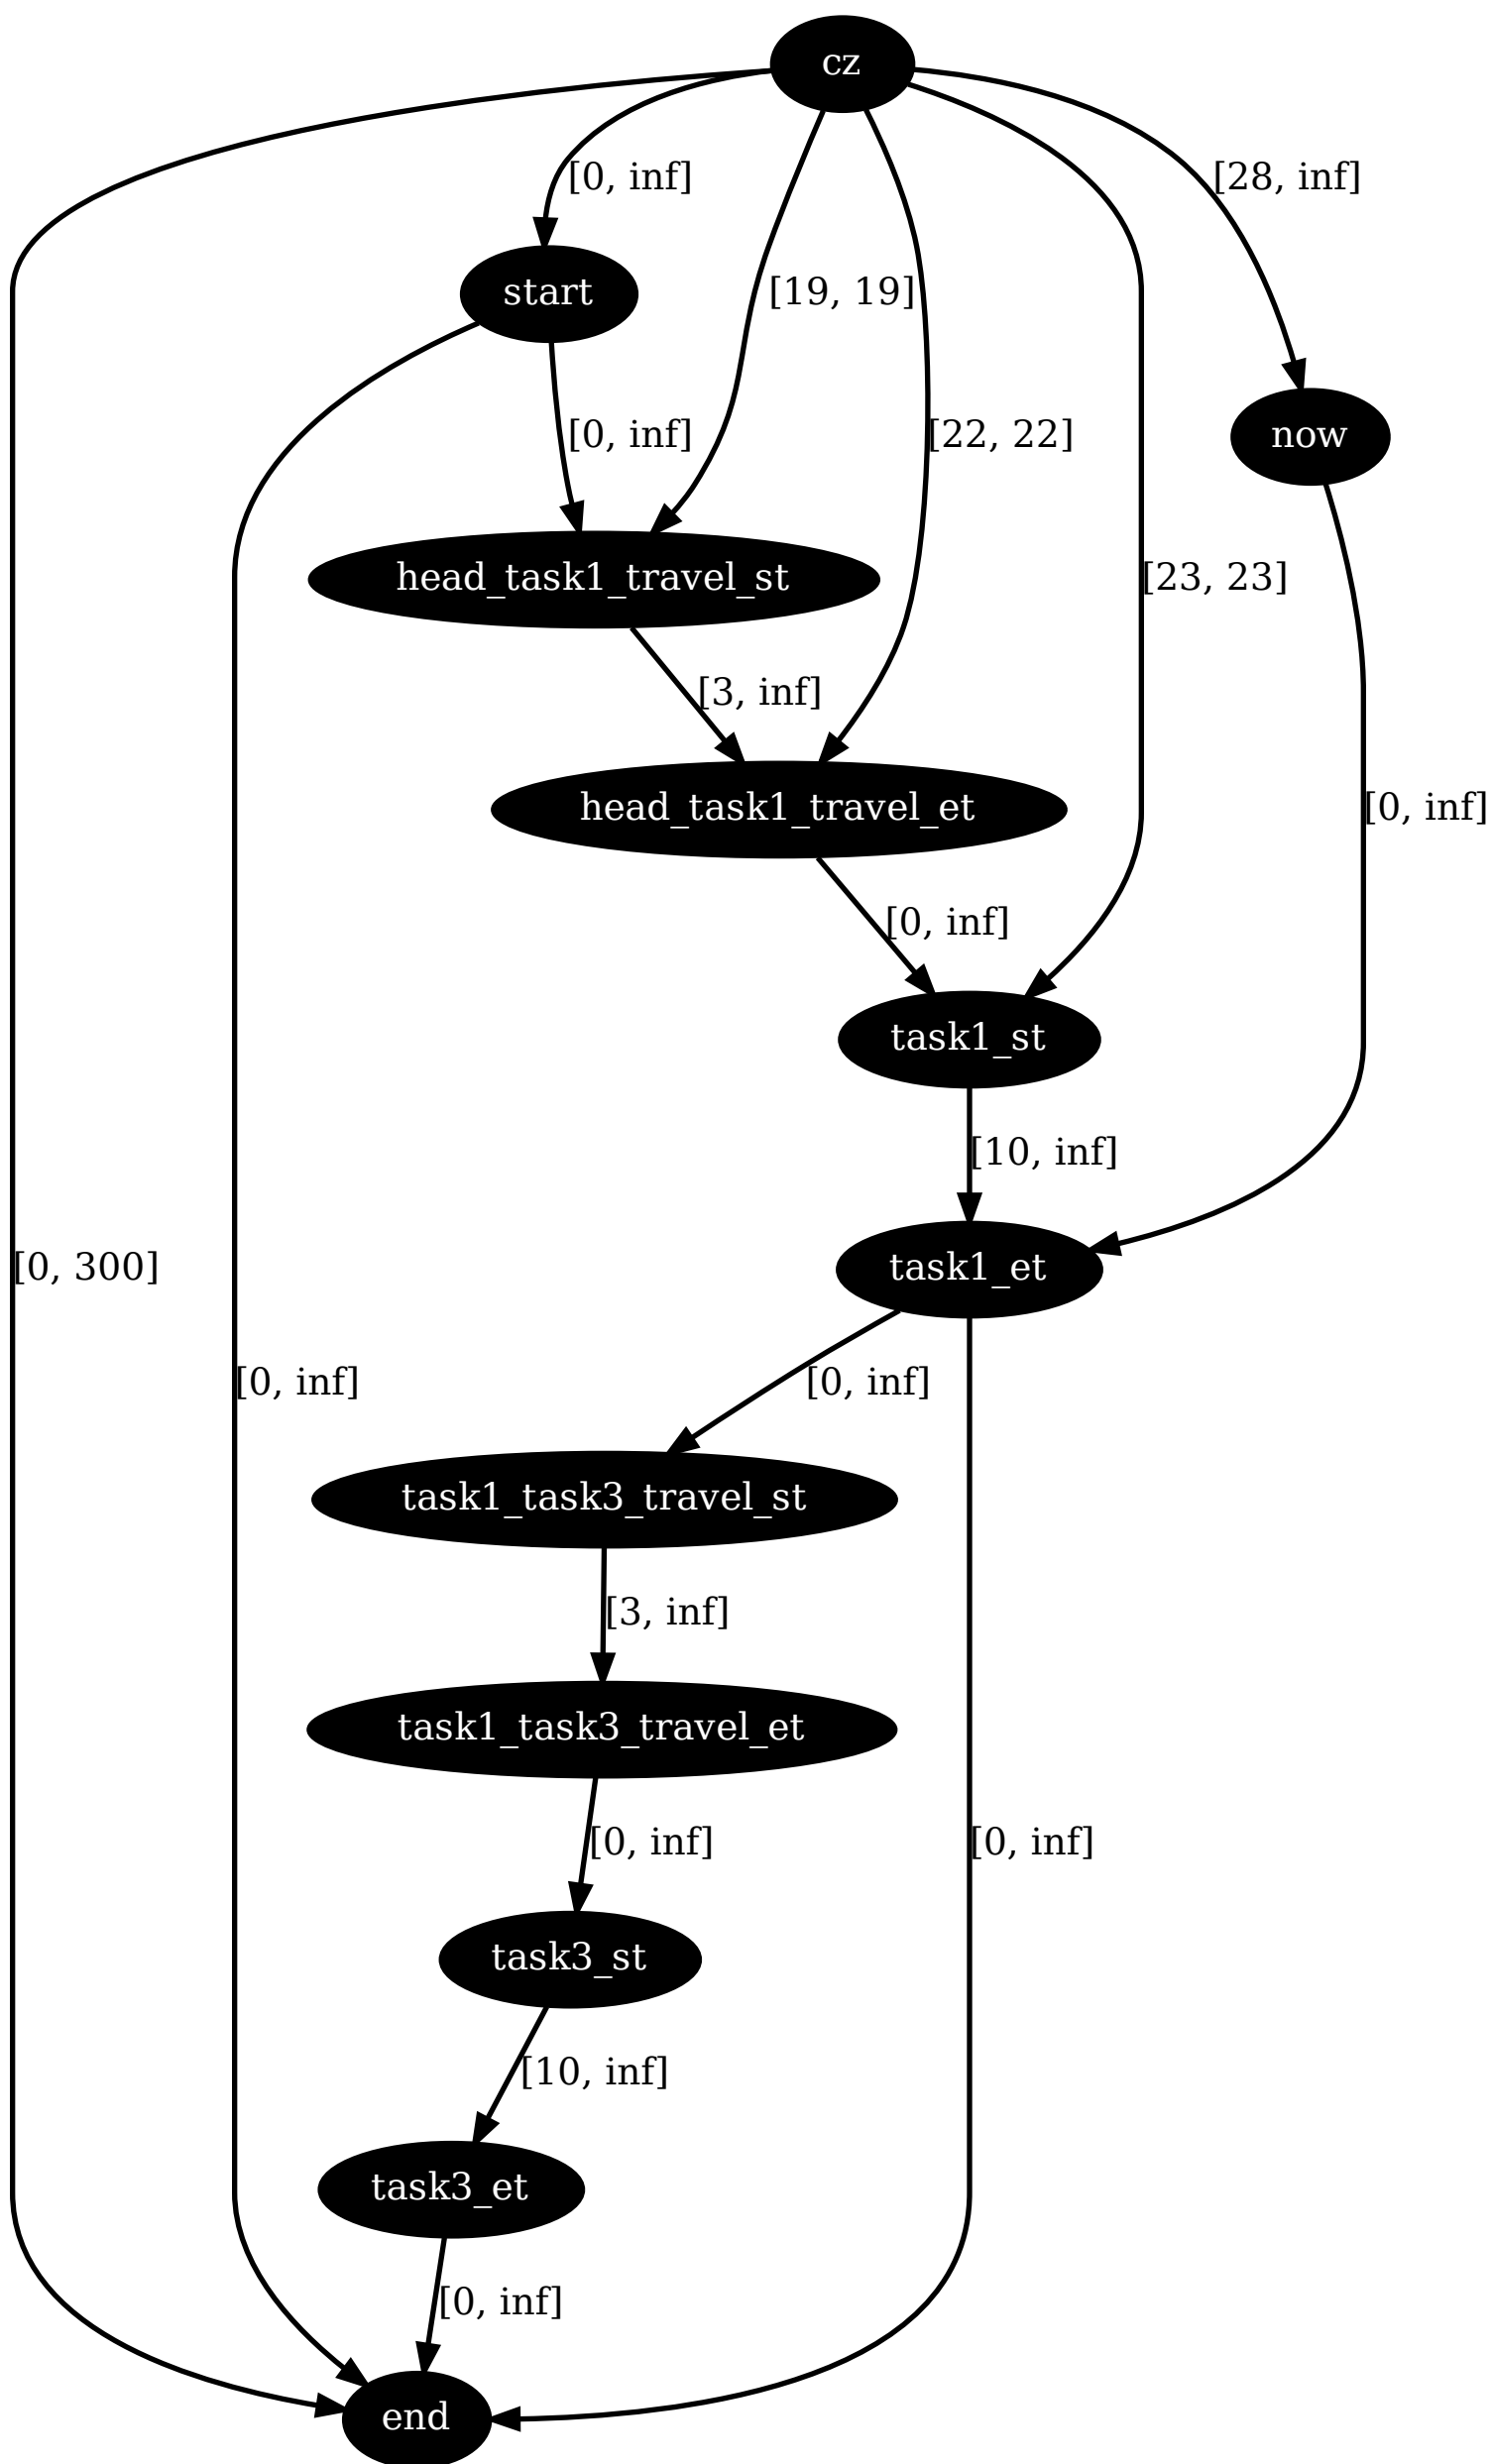 cz
[0, inf]
[28, inf]
start
[19, 19]
[0, inf]
[22, 22]
now
head_task1_travel_st
[23, 23]
[3, inf]
head_task1_travel_et
[0, inf]
[0, inf]
task1_st
[10, inf]
[0, 300]
task1_et
[0, inf]
[0, inf]
task1_task3_travel_st
[3, inf]
task1_task3_travel_et
[0, inf]
[0, inf]
task3_st
[10, inf]
task3_et
[0, inf]
end